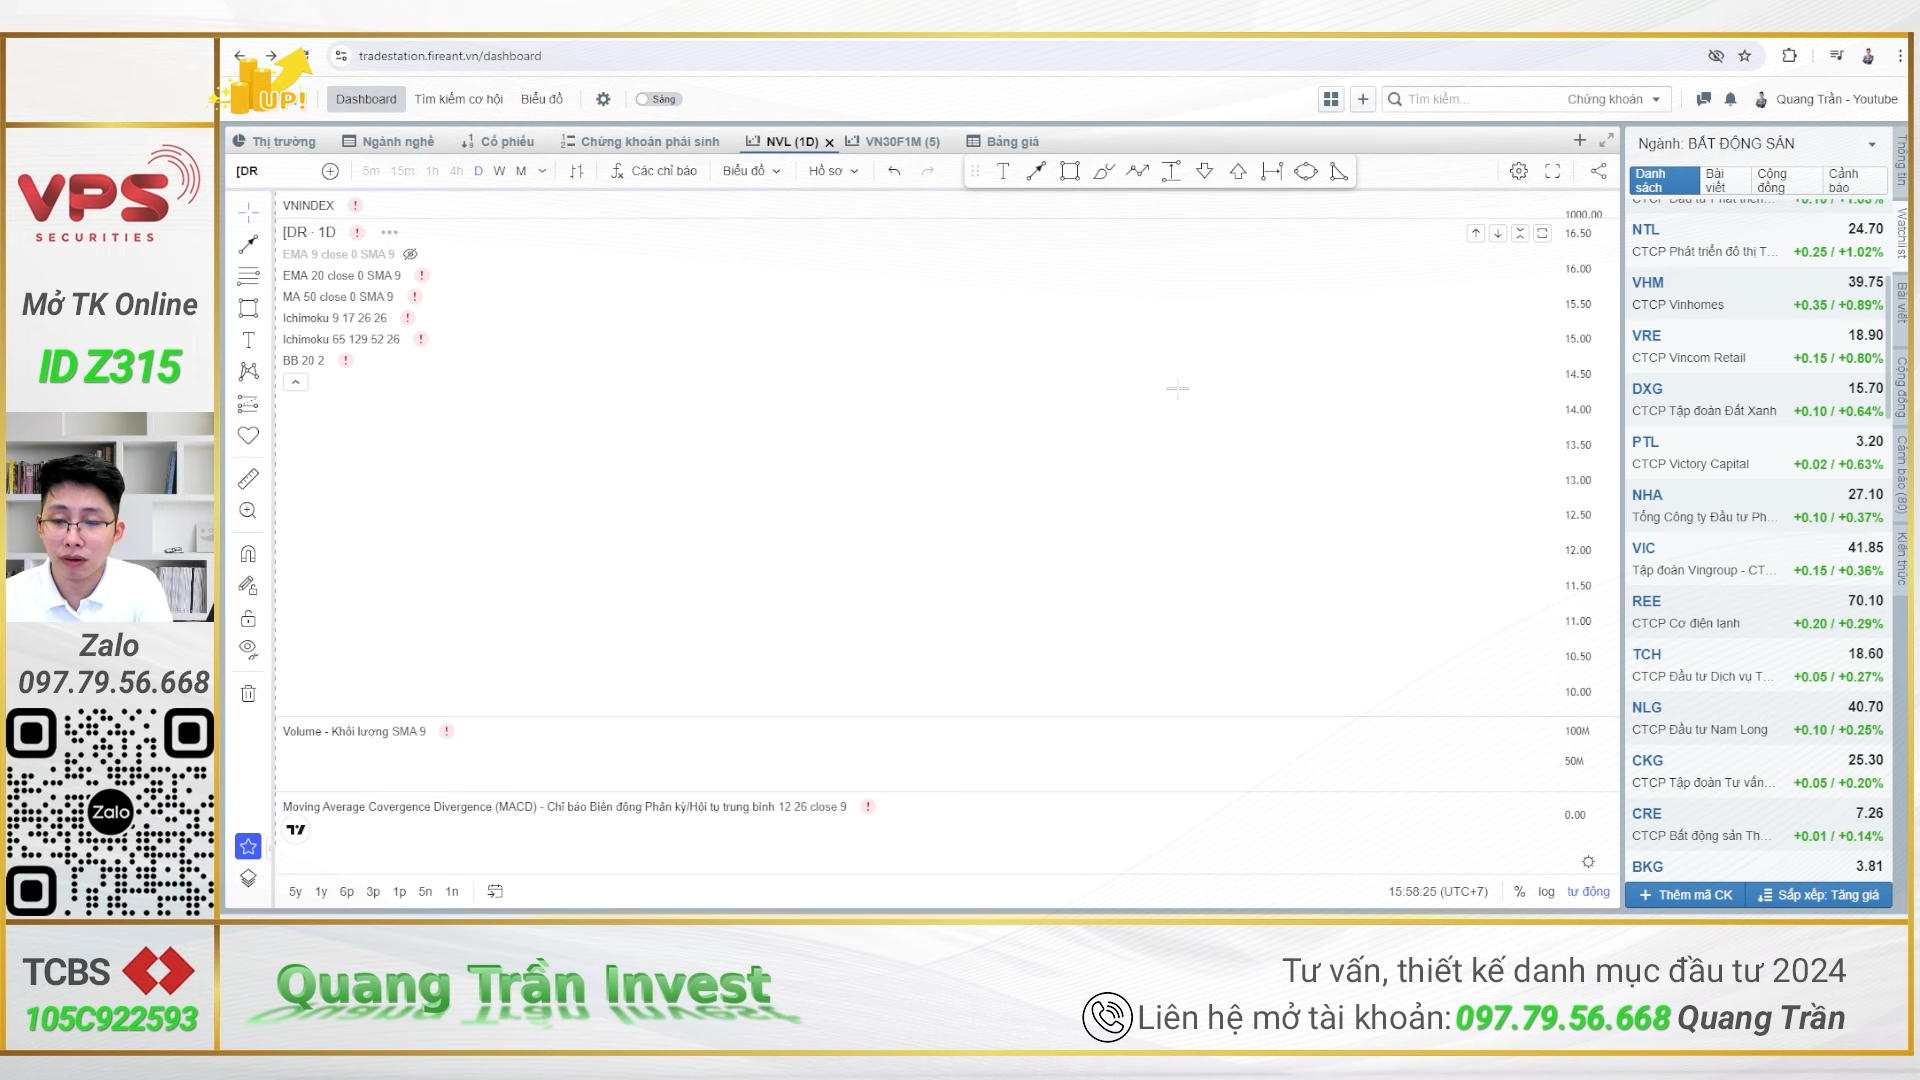 UP!
tradestation.fireant.vn/dashboard
Dashboard Tìm kiếm cơ hội Biểu đồ Sáng
Tìm kiếm... Chứng khoán Quang Trần - Youtube
Thị trường Ngành nghề Cổ phiếu Chứng khoán phái sinh NVL (1D) VN30F1M (5) Bảng giá
[DR 5m 15m 1h 4h D W M Các chỉ báo Biểu đồ Hồ sơ
VNINDEX !
[DR · 1D !
EMA 9 close 0 SMA 9
EMA 20 close 0 SMA 9 !
MA 50 close 0 SMA 9 !
Ichimoku 9 17 26 26 !
Ichimoku 65 129 52 26 !
BB 20 2 !
1000.00
16.50
16.00
15.50
15.00
14.50
14.00
13.50
13.00
12.50
12.00
11.50
11.00
10.50
10.00
Volume - Khối lượng SMA 9 !
100M
50M
Moving Average Covergence Divergence (MACD) - Chỉ báo Biên động Phân kỳ/Hội tụ trung bình 12 26 close 9 !
0.00
5y 1y 6p 3p 1p 5n 1n
15:58:25 (UTC+7) % log tự động
Ngành: BẤT ĐỘNG SẢN
Danh sách
Bài viết
Cộng đồng
Cảnh báo
NTL 24.70
CTCP Phát triển đô thị T... +0.25 / +1.02%
VHM 39.75
CTCP Vinhomes +0.35 / +0.89%
VRE 18.90
CTCP Vincom Retail +0.15 / +0.80%
DXG 15.70
CTCP Tập đoàn Đất Xanh +0.10 / +0.64%
PTL 3.20
CTCP Victory Capital +0.02 / +0.63%
NHA 27.10
Tổng Công ty Đầu tư Ph... +0.10 / +0.37%
VIC 41.85
Tập đoàn Vingroup - CT... +0.15 / +0.36%
REE 70.10
CTCP Cơ điện lạnh +0.20 / +0.29%
TCH 18.60
CTCP Đầu tư Dịch vụ T... +0.05 / +0.27%
NLG 40.70
CTCP Đầu tư Nam Long +0.10 / +0.25%
CKG 25.30
CTCP Tập đoàn Tư vấn... +0.05 / +0.20%
CRE 7.26
CTCP Bất động sản Th... +0.01 / +0.14%
BKG 3.81
Thêm mã CK Sắp xếp: Tăng giá
Thông tin
Watchlist
Bài viết
Cộng đồng
Cảnh báo (80)
Kiến thức
VPS
SECURITIES
Mở TK Online
ID Z315
Zalo
097.79.56.668
Zalo
TCBS
105C922593
Quang Trần Invest
Tư vấn, thiết kế danh mục đầu tư 2024
Liên hệ mở tài khoản: 097.79.56.668 Quang Trần